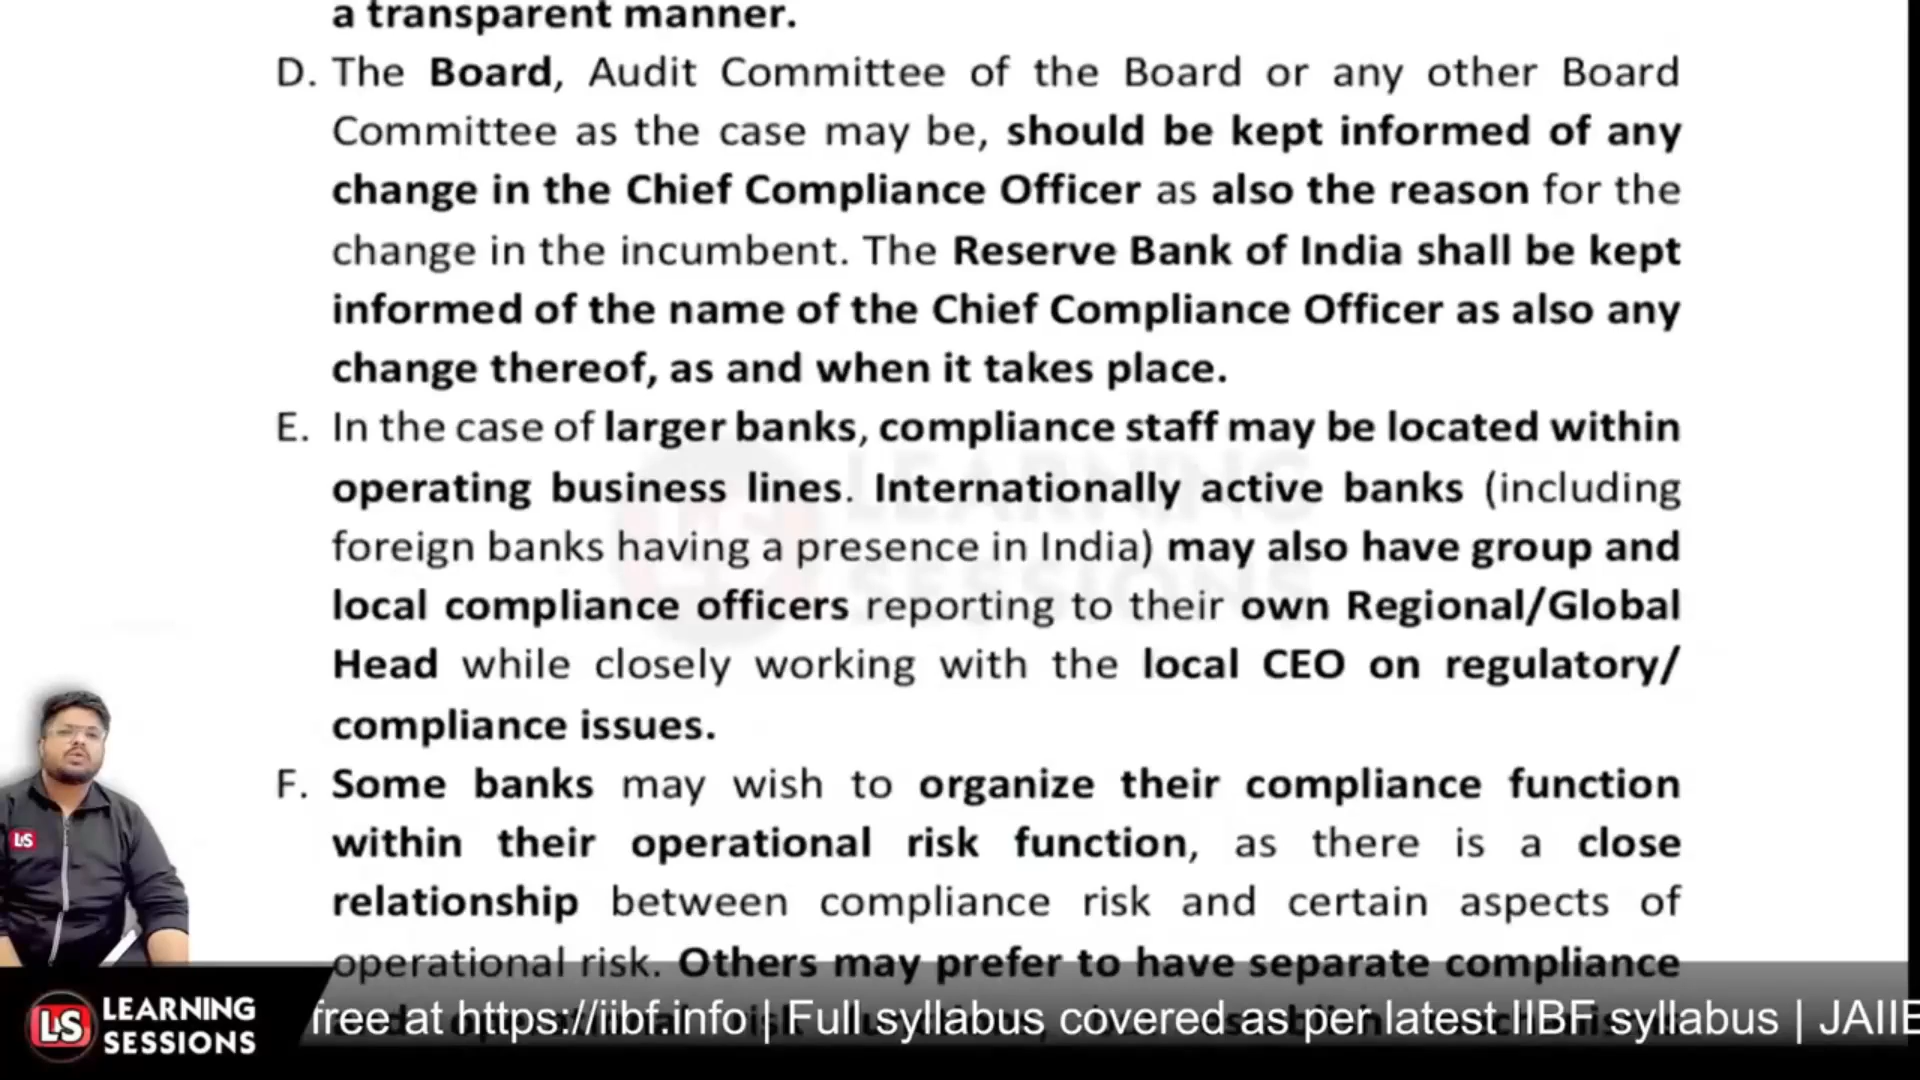 a transparent manner.
D. The Board, Audit Committee of the Board or any other Board
Committee as the case may be, should be kept informed of any
change in the Chief Compliance Officer as also the reason for the
change in the incumbent. The Reserve Bank of India shall be kept
informed of the name of the Chief Compliance Officer as also any
change thereof, as and when it takes place.
E. In the case of larger banks, compliance staff may be located within
operating business lines. Internationally active banks (including
foreign banks having a presence in India) may also have group and
local compliance officers reporting to their own Regional/Global
Head while closely working with the local CEO on regulatory/
compliance issues.
F. Some banks may wish to organize their compliance function
within their operational risk function, as there is a close
relationship between compliance risk and certain aspects of
operational risk. Others may prefer to have separate compliance
LEARNING
SESSIONS
LS
LS
LEARNING
SESSIONS
free at https://iibf.info | Full syllabus covered as per latest IIBF syllabus | JAIIB